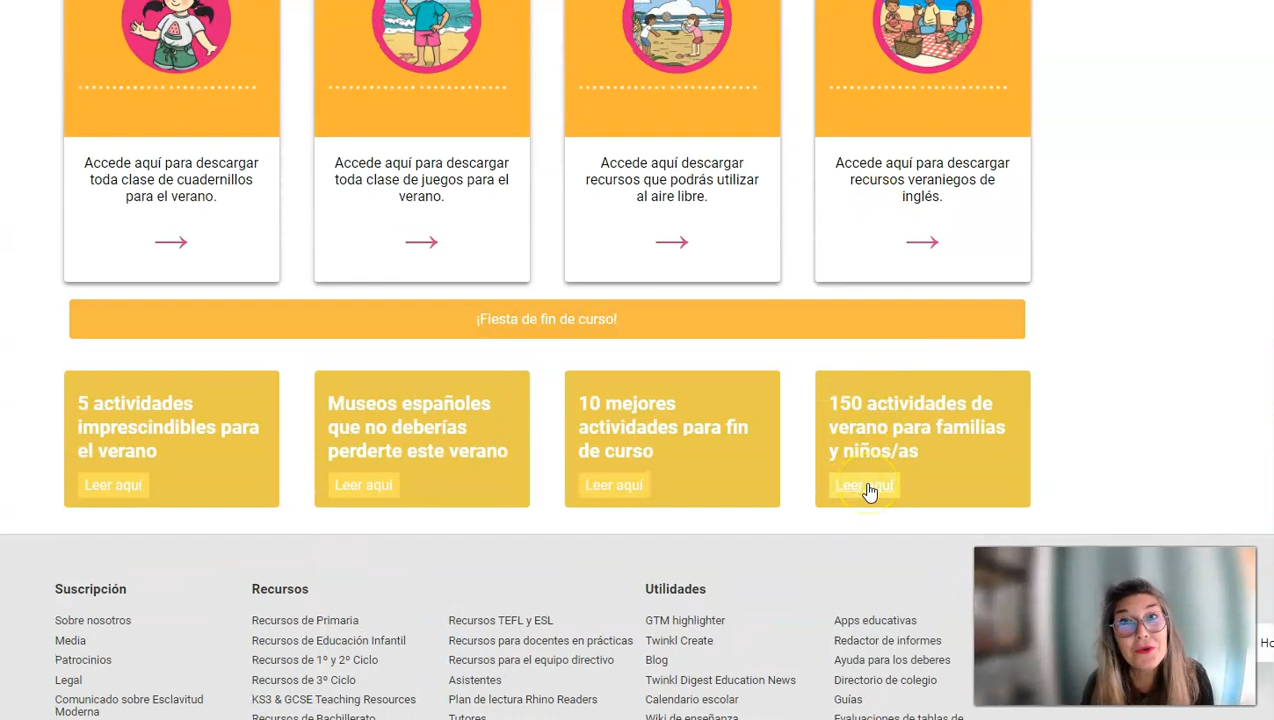 Accede aquí para descargar
toda clase de cuadernillos
para el verano.
Accede aquí para descargar
toda clase de juegos para el
verano.
Accede aquí descargar
recursos que podrás utilizar
al aire libre.
Accede aquí para descargar
recursos veraniegos de
inglés.
¡Fiesta de fin de curso!
5 actividades
imprescindibles para
el verano
Leer aquí
Museos españoles
que no deberías
perderte este verano
Leer aquí
10 mejores
actividades para fin
de curso
Leer aquí
150 actividades de
verano para familias
y niños/as
Leer aquí
Suscripción
Sobre nosotros
Media
Patrocinios
Legal
Comunicado sobre Esclavitud
Moderna
Recursos
Recursos de Primaria
Recursos de Educación Infantil
Recursos de 1º y 2º Ciclo
Recursos de 3º Ciclo
KS3 & GCSE Teaching Resources
Recursos de Bachillerato
Recursos TEFL y ESL
Recursos para docentes en prácticas
Recursos para el equipo directivo
Asistentes
Plan de lectura Rhino Readers
Tutores
Utilidades
GTM highlighter
Twinkl Create
Blog
Twinkl Digest Education News
Calendario escolar
Wiki de enseñanza
Apps educativas
Redactor de informes
Ayuda para los deberes
Directorio de colegio
Guías
Evaluaciones de tablas de